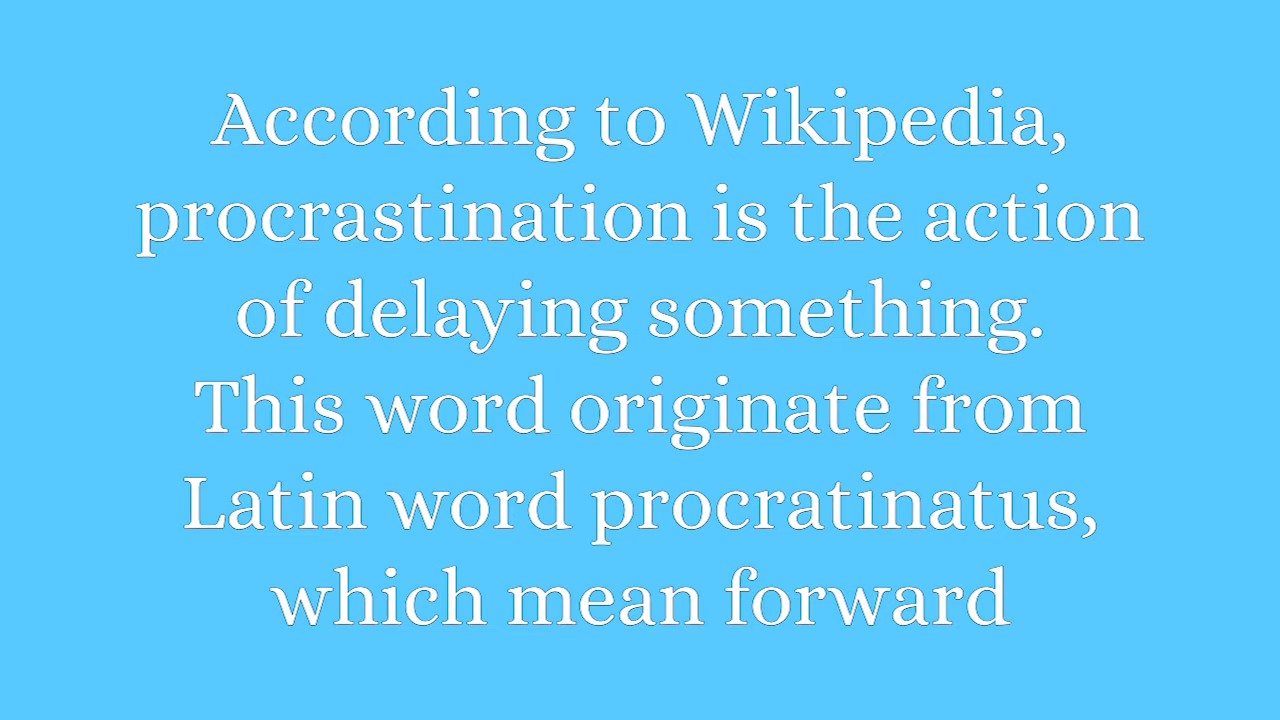 According to Wikipedia,
procrastination is the action
of delaying something.
This word originate from
Latin word procratinatus,
which mean forward